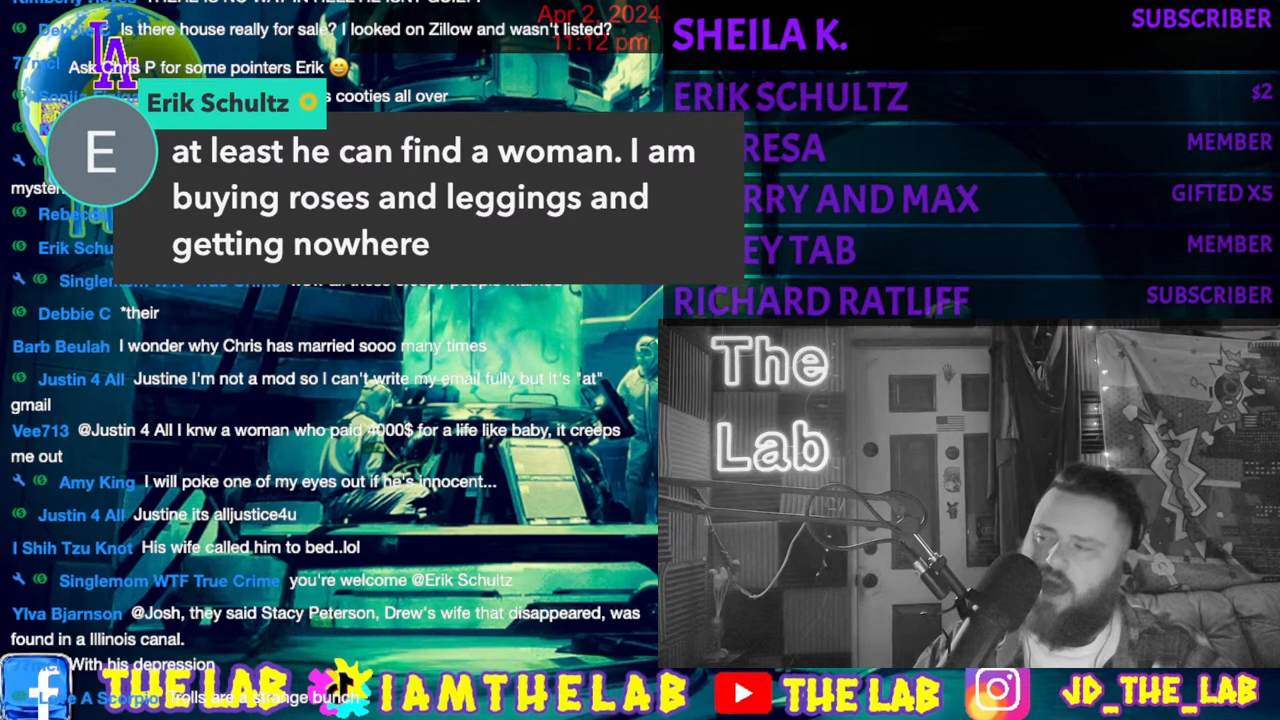 Apr 2, 2024
11:12 pm
Is there house really for sale? I looked on Zillow and wasn't listed?
Ask Chris P for some pointers Erik
cooties all over
Erik Schultz
E
at least he can find a woman. I am
buying roses and leggings and
getting nowhere
Erik Schu
Debbie C *their
Barb Beulah I wonder why Chris has married sooo many times
Justin 4 All Justine I'm not a mod so I can't write my email fully but it's "at"
gmail
Vee713 @Justin 4 All I knw a woman who paid 4000$ for a life like baby, it creeps
me out
Amy King I will poke one of my eyes out if he's innocent...
Justin 4 All Justine its alljustice4u
I Shih Tzu Knot His wife called him to bed..lol
Singlemom WTF True Crime you're welcome @Erik Schultz
Ylva Bjarnson @Josh, they said Stacy Peterson, Drew's wife that disappeared, was
found in a Illinois canal.
With his depression
Love A Scorpio Trolls are a strange bunch
SHEILA K. SUBSCRIBER
ERIK SCHULTZ $2
RESA MEMBER
RRY AND MAX GIFTED X5
EY TAB MEMBER
RICHARD RATLIFF SUBSCRIBER
The
Lab
THE LAB
IAMTHELAB
THE LAB
JD_THE_LAB